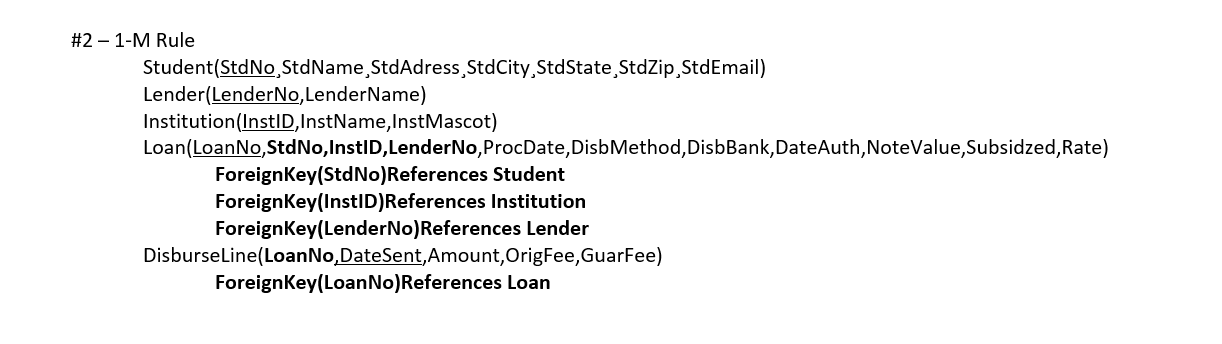 #2 – 1-M Rule
Student(StdNo¸StdName¸StdAdress¸StdCity¸StdState¸StdZip¸StdEmail)
Lender(LenderNo,LenderName)
Institution(InstID,InstName,InstMascot)
Loan(LoanNo,StdNo,InstID,LenderNo,ProcDate,DisbMethod,DisbBank,DateAuth,NoteValue,Subsidzed,Rate)
ForeignKey(StdNo)References Student
ForeignKey(InstID)References Institution
ForeignKey(LenderNo)References Lender
DisburseLine(LoanNo,DateSent,Amount,OrigFee,GuarFee)
ForeignKey(LoanNo)References Loan